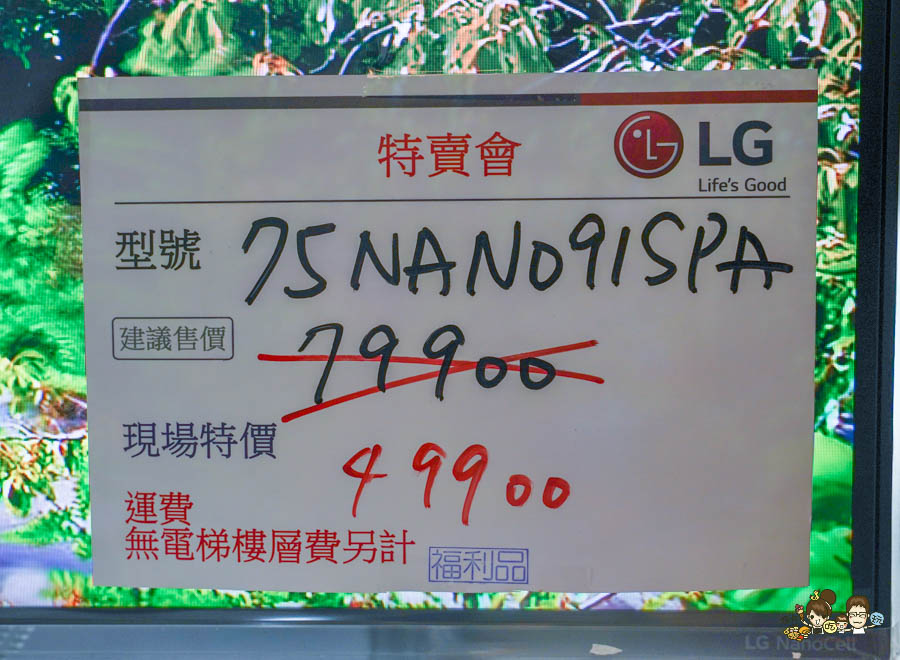 特賣會
LG
Life's Good
型號 75NANO91SPA
建議售價 79900
現場特價 49900
運費
無電梯樓層費另計
福利品
LG NanoCell